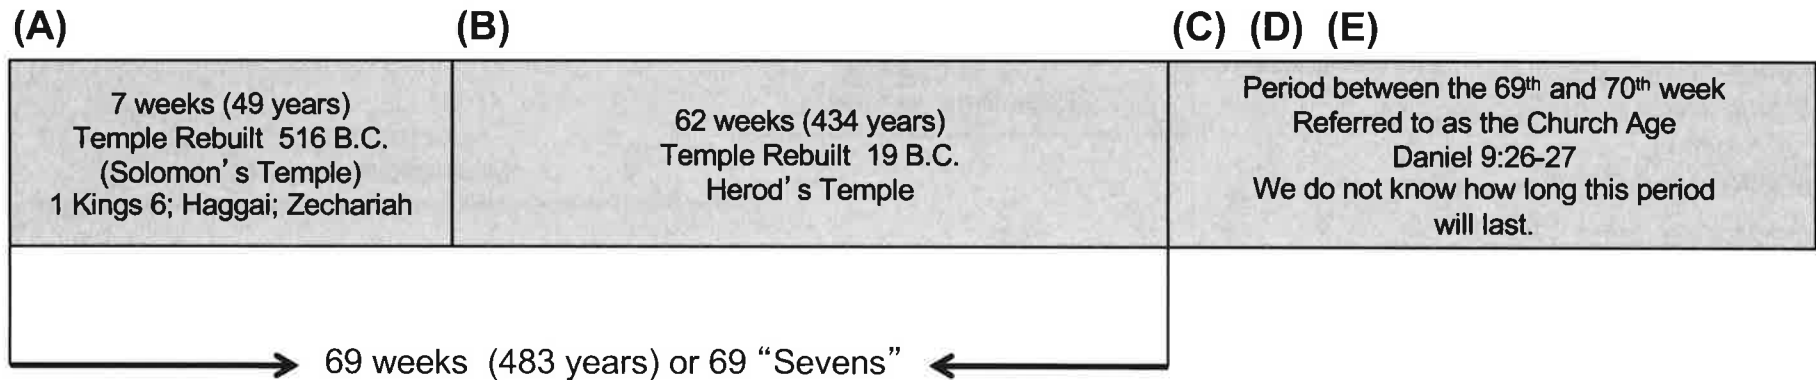 (A) (B) (C) (D) (E)
7 weeks (49 years)
Temple Rebuilt 516 B.C.
(Solomon's Temple)
1 Kings 6; Haggai; Zechariah
62 weeks (434 years)
Temple Rebuilt 19 B.C.
Herod's Temple
Period between the 69th and 70th week
Referred to as the Church Age
Daniel 9:26-27
We do not know how long this period
will last.
69 weeks (483 years) or 69 “Sevens”